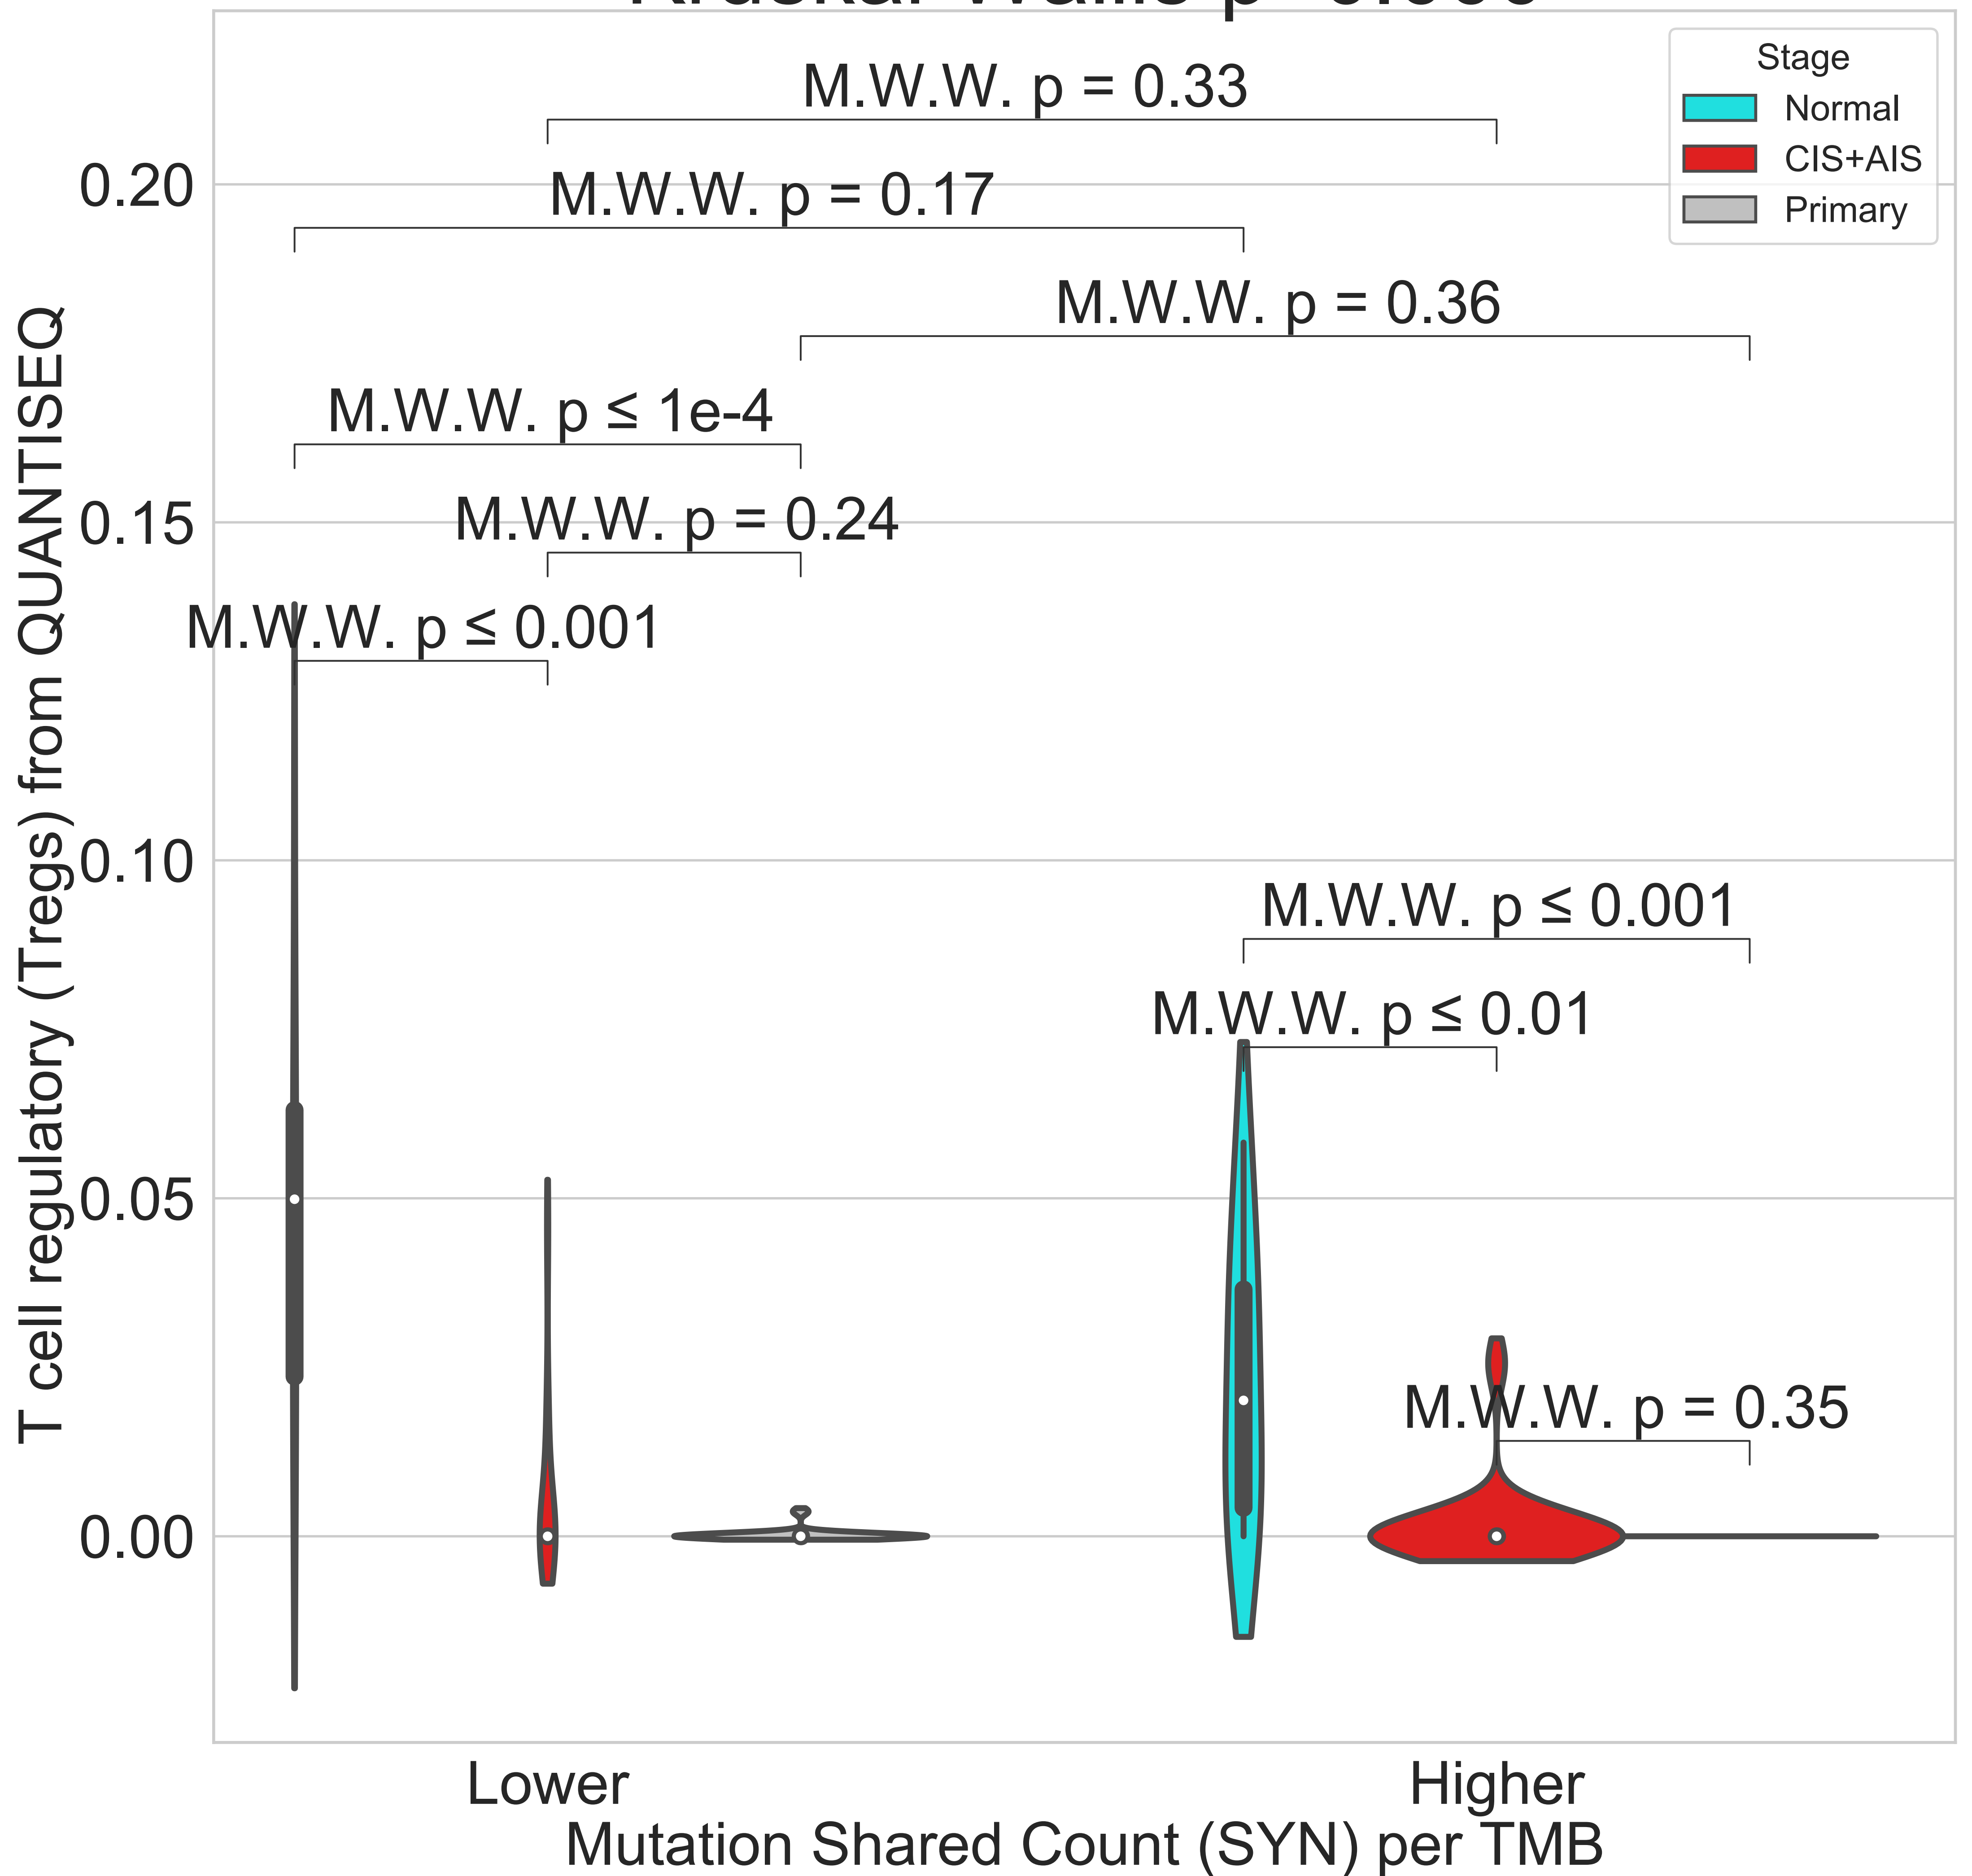 M.W.W. p = 0.33
Stage
Normal
CIS+AIS
Primary
0.20
M.W.W. p = 0.17
M.W.W. p = 0.36
M.W.W. p ≤ 1e-4
0.15
M.W.W. p = 0.24
M.W.W. p ≤ 0.001
0.10
M.W.W. p ≤ 0.001
M.W.W. p ≤ 0.01
0.05
M.W.W. p = 0.35
0.00
T cell regulatory (Tregs) from QUANTISEQ
Lower
Higher
Mutation Shared Count (SYN) per TMB